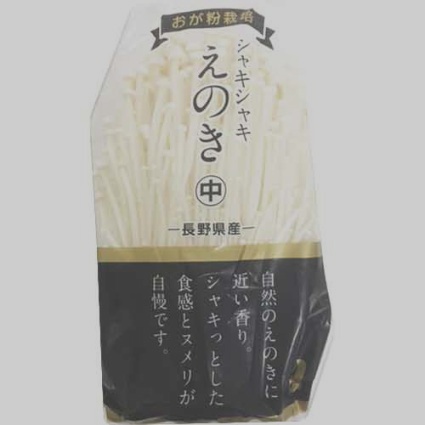 おが粉栽培
シャキシャキ
えのき
中
長野県産
自然のえのきに
近い香り。
シャキっとした
食感とヌメリが
自慢です。